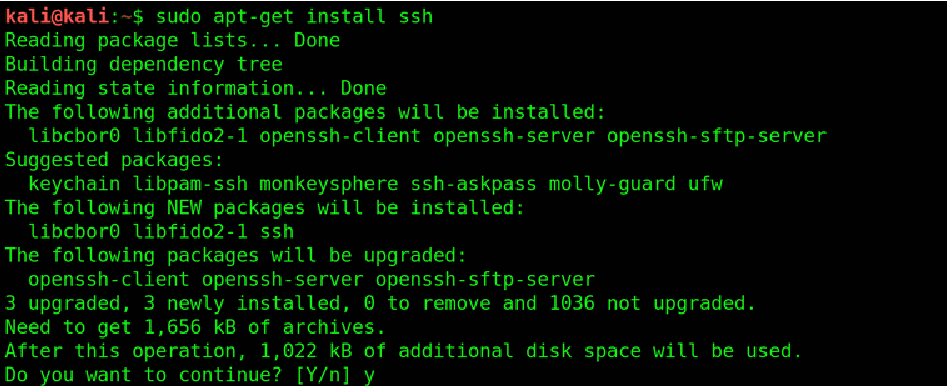 kali@kali:~$ sudo apt-get install ssh
Reading package lists... Done
Building dependency tree
Reading state information... Done
The following additional packages will be installed:
  libcbor0 libfido2-1 openssh-client openssh-server openssh-sftp-server
Suggested packages:
  keychain libpam-ssh monkeysphere ssh-askpass molly-guard ufw
The following NEW packages will be installed:
  libcbor0 libfido2-1 ssh
The following packages will be upgraded:
  openssh-client openssh-server openssh-sftp-server
3 upgraded, 3 newly installed, 0 to remove and 1036 not upgraded.
Need to get 1,656 kB of archives.
After this operation, 1,022 kB of additional disk space will be used.
Do you want to continue? [Y/n] y